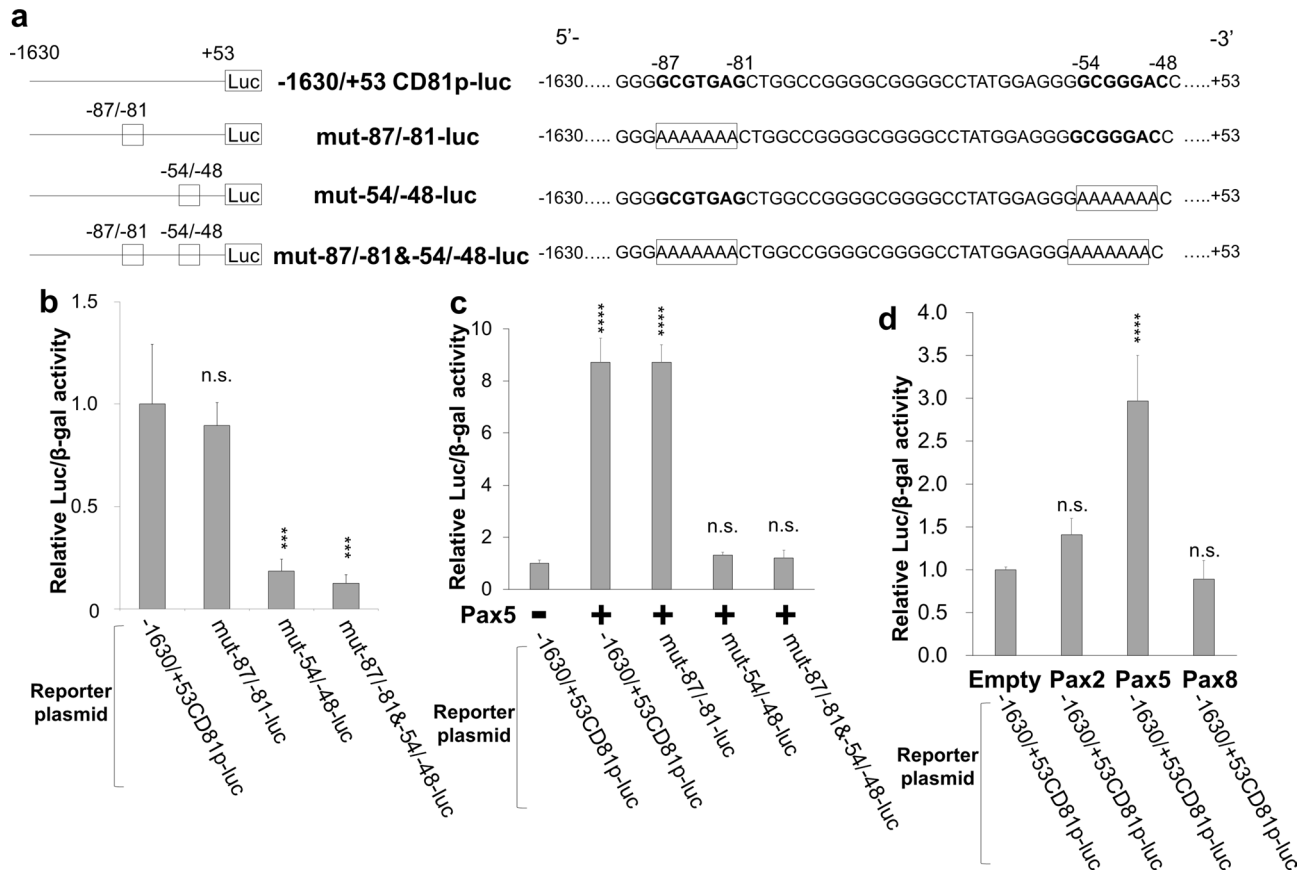 a
5'-
-3'
-1630
+53
-87
-81
-54
-48
Luc
-1630/+53 CD81p-luc
-1630..... GGGGCGTGAGCTGGCCGGGGCGGGGCCTATGGAGGGGCGGGACC ..... +53
-87/-81
Luc
mut-87/-81-luc
-1630..... GGGAAAAAAACTGGCCGGGGCGGGGCCTATGGAGGGGCGGGACC ..... +53
-54/-48
Luc
mut-54/-48-luc
-1630..... GGGGCGTGAGCTGGCCGGGGCGGGGCCTATGGAGGGAAAAAAAC ..... +53
-87/-81 -54/-48
Luc
mut-87/-81&-54/-48-luc
-1630..... GGGAAAAAAACTGGCCGGGGCGGGGCCTATGGAGGGAAAAAAAC ..... +53
b
Relative Luc/β-gal activity
1.5
1.0
0.5
0
n.s.
***
***
Reporter
plasmid
-1630/+53CD81p-luc
mut-87/-81-luc
mut-54/-48-luc
mut-87/-81&-54/-48-luc
c
Relative Luc/β-gal activity
10
8
6
4
2
0
****
****
n.s.
n.s.
Pax5 - + + + +
Reporter
plasmid
-1630/+53CD81p-luc
-1630/+53CD81p-luc
mut-87/-81-luc
mut-54/-48-luc
mut-87/-81&-54/-48-luc
d
Relative Luc/β-gal activity
4.0
3.5
3.0
2.5
2.0
1.5
1.0
0.5
0.0
n.s.
****
n.s.
Empty Pax2 Pax5 Pax8
Reporter
plasmid
-1630/+53CD81p-luc
-1630/+53CD81p-luc
-1630/+53CD81p-luc
-1630/+53CD81p-luc